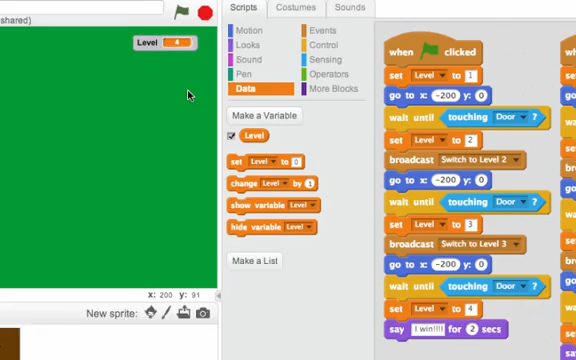 Scripts Costumes Sounds
shared)
Level 4
Motion Events
Looks Control
Sound Sensing
Pen Operators
Data More Blocks
Make a Variable
Level
set Level to 0
change Level by 1
show variable Level
hide variable Level
Make a List
x: 200 y: 91
New sprite:
when clicked
set Level to 1
go to x: -200 y: 0
wait until touching Door ?
set Level to 2
broadcast Switch to Level 2
go to x: -200 y: 0
wait until touching Door ?
set Level to 3
broadcast Switch to Level 3
go to x: -200 y: 0
wait until touching Door ?
set Level to 4
say I win!!!! for 2 secs